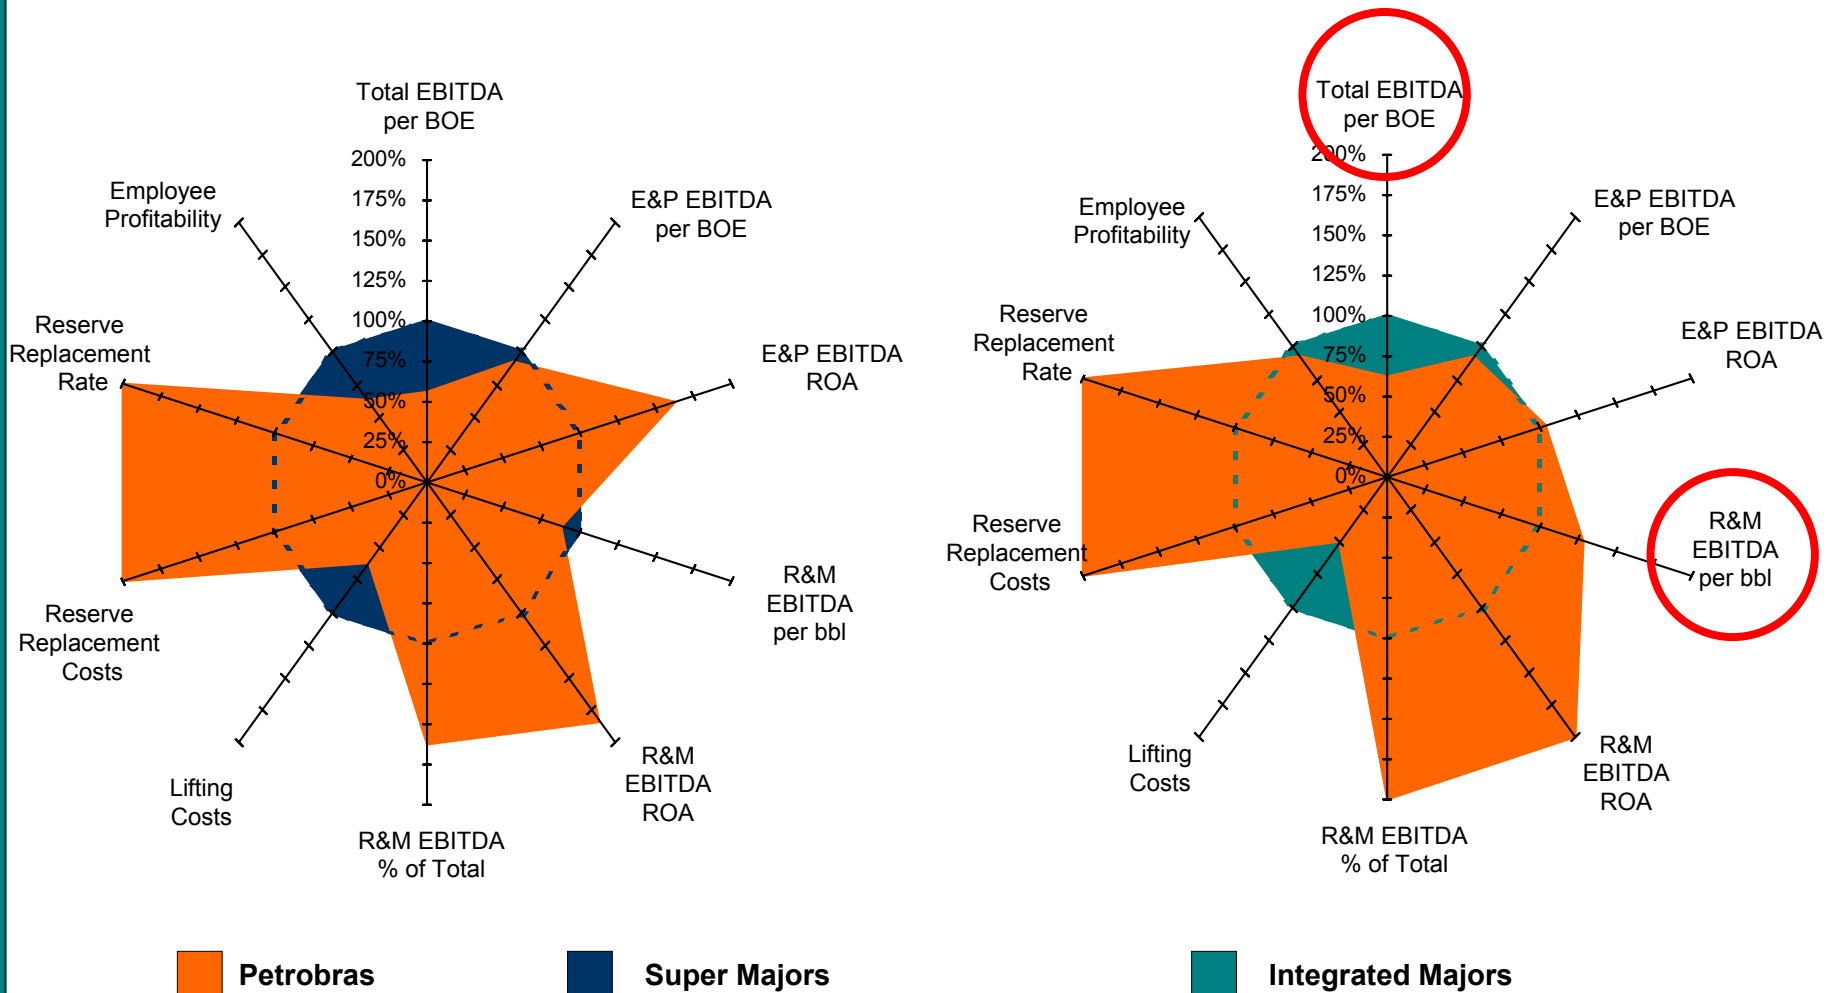 Total EBITDA
per BOE
200%
175%
150%
125%
100%
75%
50%
25%
0%
E&P EBITDA
per BOE
E&P EBITDA
ROA
R&M
EBITDA
per bbl
R&M
EBITDA
ROA
R&M EBITDA
% of Total
Lifting
Costs
Reserve
Replacement
Costs
Reserve
Replacement
Rate
Employee
Profitability
Total EBITDA
per BOE
200%
175%
150%
125%
100%
75%
50%
25%
0%
E&P EBITDA
per BOE
E&P EBITDA
ROA
R&M
EBITDA
per bbl
R&M
EBITDA
ROA
R&M EBITDA
% of Total
Lifting
Costs
Reserve
Replacement
Costs
Reserve
Replacement
Rate
Employee
Profitability
Petrobras
Super Majors
Integrated Majors